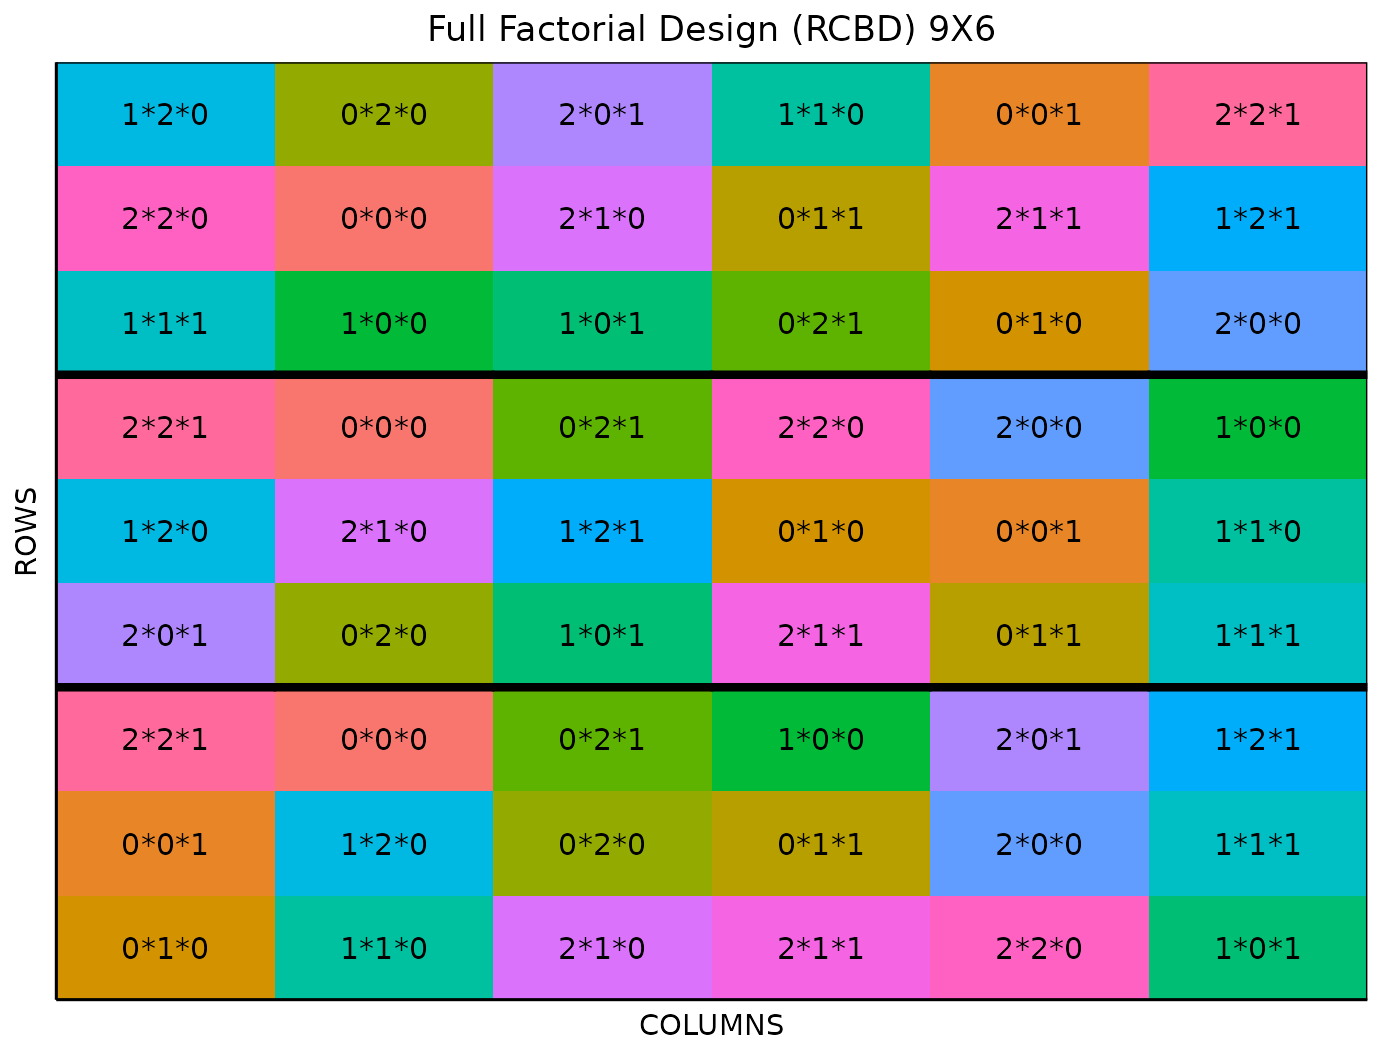 Full Factorial Design (RCBD) 9X6
1*2*0 0*2*0 2*0*1 1*1*0 0*0*1 2*2*1
2*2*0 0*0*0 2*1*0 0*1*1 2*1*1 1*2*1
1*1*1 1*0*0 1*0*1 0*2*1 0*1*0 2*0*0
2*2*1 0*0*0 0*2*1 2*2*0 2*0*0 1*0*0
1*2*0 2*1*0 1*2*1 0*1*0 0*0*1 1*1*0
2*0*1 0*2*0 1*0*1 2*1*1 0*1*1 1*1*1
2*2*1 0*0*0 0*2*1 1*0*0 2*0*1 1*2*1
0*0*1 1*2*0 0*2*0 0*1*1 2*0*0 1*1*1
0*1*0 1*1*0 2*1*0 2*1*1 2*2*0 1*0*1
ROWS
COLUMNS